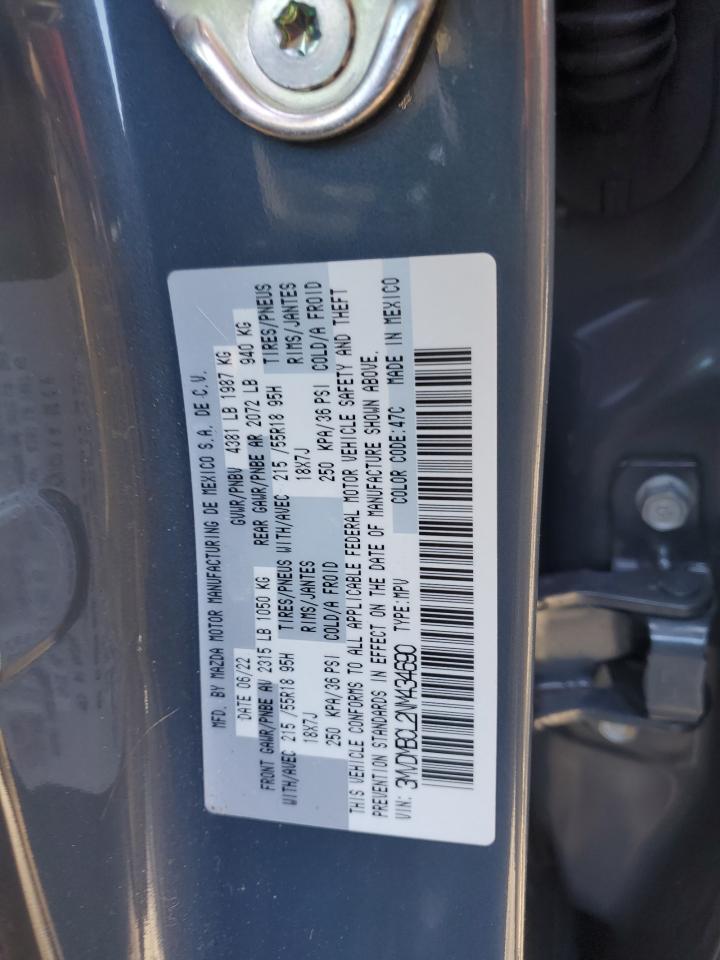 MFD. BY MAZDA MOTOR MANUFACTURING DE MEXICO S.A. DE C.V.
DATE 06/22 GVWR/PNBV 4381 LB 1987 KG
FRONT GAWR/PNBE AV 2315 LB 1050 KG REAR GAWR/PNBE AR 2072 LB 940 KG
WITH/AVEC 215 /55R18 95H TIRES/PNEUS WITH/AVEC 215 /55R18 95H TIRES/PNEUS
18X7J RIMS/JANTES 18X7J RIMS/JANTES
250 KPA/36 PSI COLD/A FROID 250 KPA/36 PSI COLD/A FROID
THIS VEHICLE CONFORMS TO ALL APPLICABLE FEDERAL MOTOR VEHICLE SAFETY AND THEFT
PREVENTION STANDARDS IN EFFECT ON THE DATE OF MANUFACTURE SHOWN ABOVE.
VIN: 3MVDMBCL2NM434690 TYPE:MPV COLOR CODE:47C MADE IN MEXICO